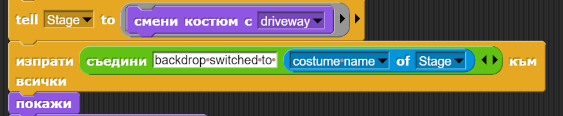 tell Stage to смени костюм с driveway
изпрати съедини backdrop switched to costume name of Stage към
всички
покажи